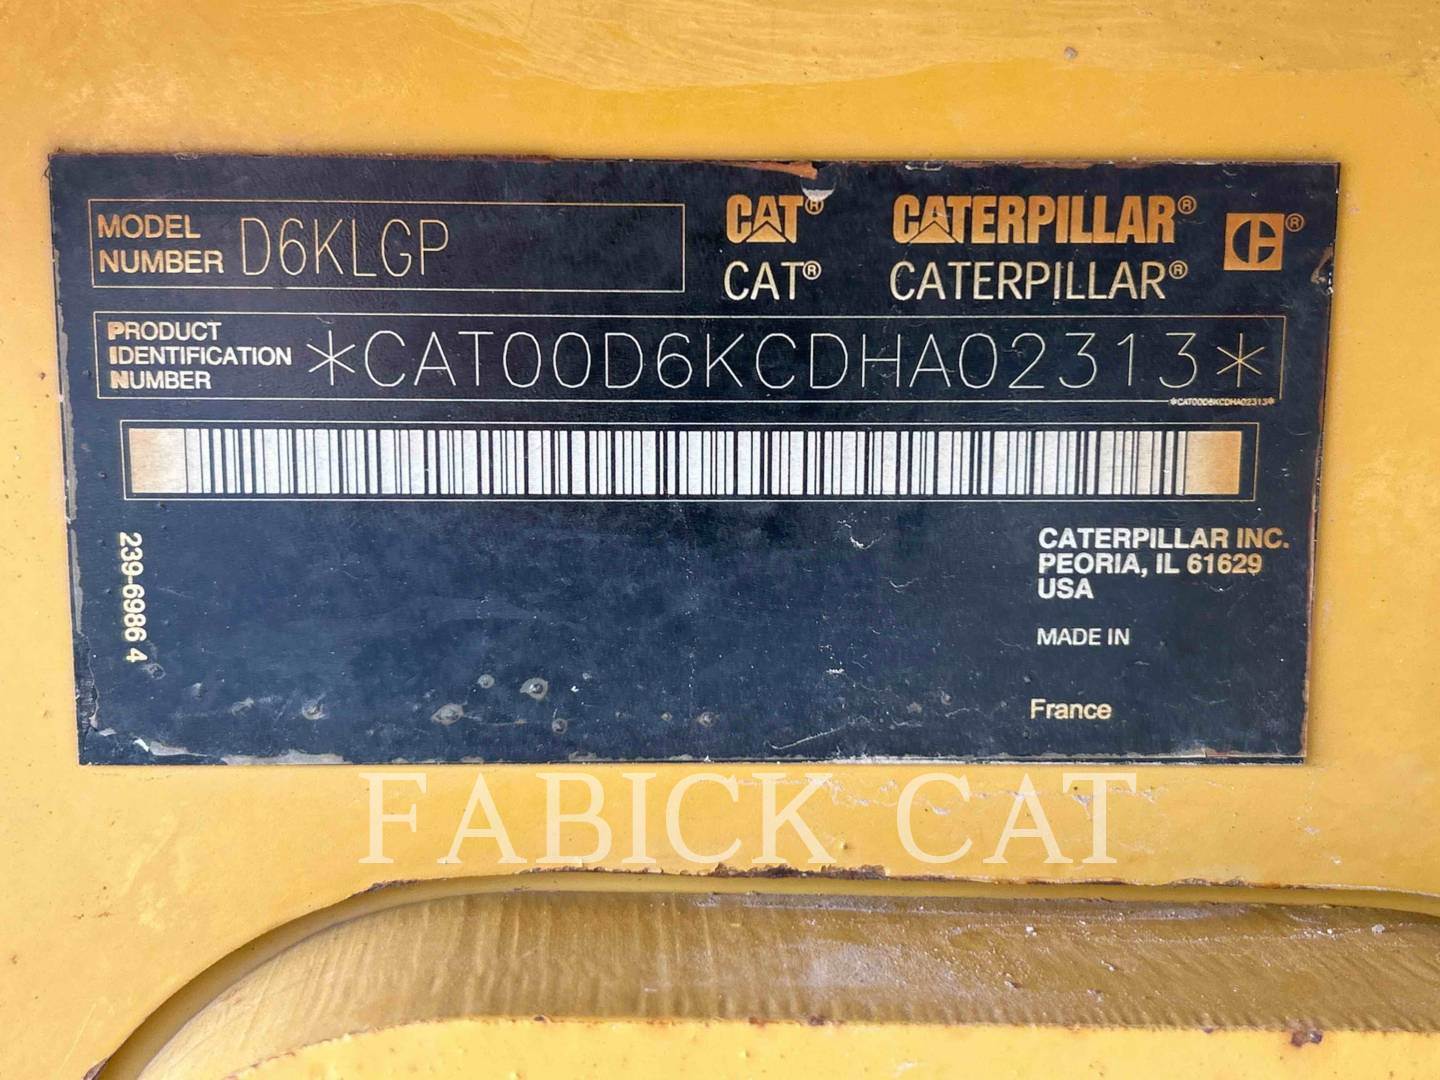 MODEL
NUMBER D6KLGP
CAT® CATERPILLAR® C®
CAT® CATERPILLAR®
PRODUCT
IDENTIFICATION
NUMBER
*CAT00D6KCDHA02313*
*CAT00D6KCDHA02313*
239-6986 4
CATERPILLAR INC.
PEORIA, IL 61629
USA
MADE IN
France
FABICK CAT